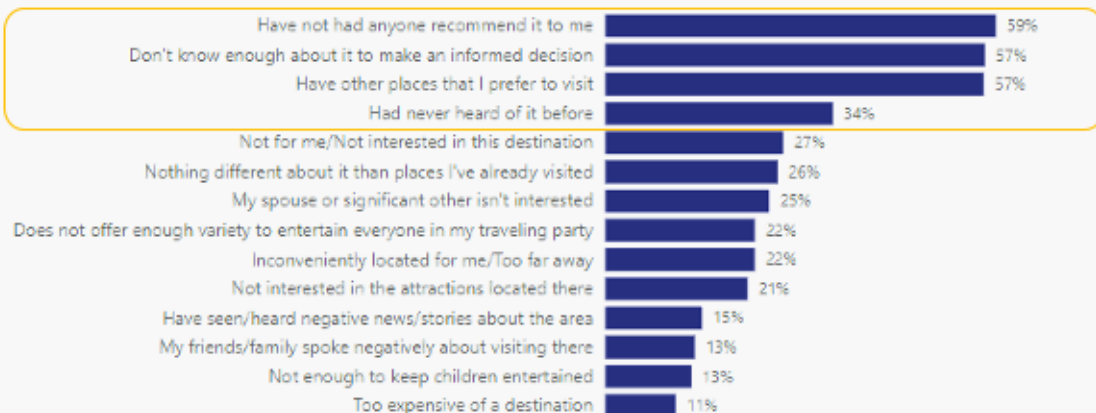 Have not had anyone recommend it to me 59%
Don't know enough about it to make an informed decision 57%
Have other places that I prefer to visit 57%
Had never heard of it before 34%
Not for me/Not interested in this destination 27%
Nothing different about it than places I've already visited 26%
My spouse or significant other isn't interested 25%
Does not offer enough variety to entertain everyone in my traveling party 22%
Inconveniently located for me/Too far away 22%
Not interested in the attractions located there 21%
Have seen/heard negative news/stories about the area 15%
My friends/family spoke negatively about visiting there 13%
Not enough to keep children entertained 13%
Too expensive of a destination 11%